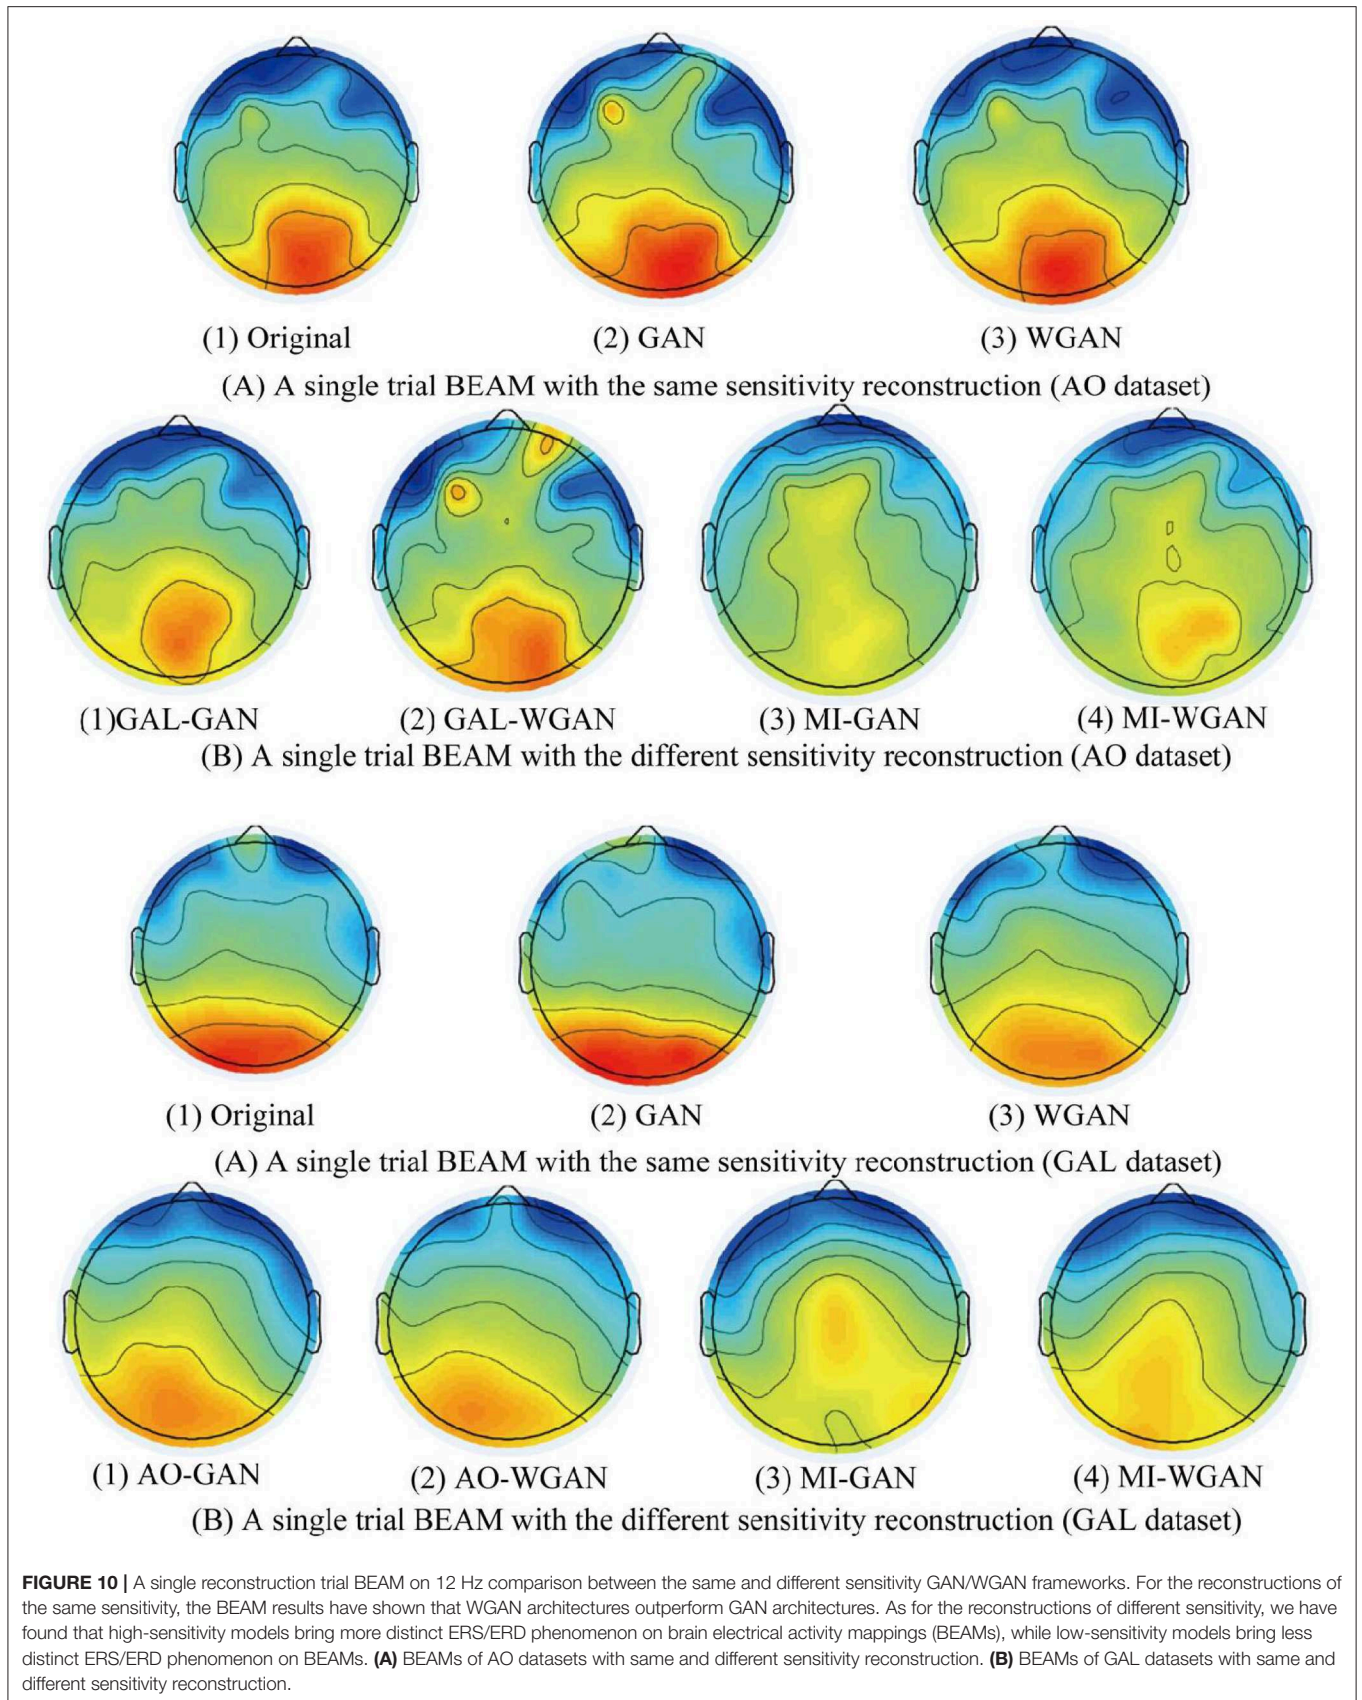 (1) Original
(2) GAN
(3) WGAN
(A) A single trial BEAM with the same sensitivity reconstruction (AO dataset)
(1)GAL-GAN
(2) GAL-WGAN
(3) MI-GAN
(4) MI-WGAN
(B) A single trial BEAM with the different sensitivity reconstruction (AO dataset)
(1) Original
(2) GAN
(3) WGAN
(A) A single trial BEAM with the same sensitivity reconstruction (GAL dataset)
(1) AO-GAN
(2) AO-WGAN
(3) MI-GAN
(4) MI-WGAN
(B) A single trial BEAM with the different sensitivity reconstruction (GAL dataset)
FIGURE 10 | A single reconstruction trial BEAM on 12 Hz comparison between the same and different sensitivity GAN/WGAN frameworks. For the reconstructions of
the same sensitivity, the BEAM results have shown that WGAN architectures outperform GAN architectures. As for the reconstructions of different sensitivity, we have
found that high-sensitivity models bring more distinct ERS/ERD phenomenon on brain electrical activity mappings (BEAMs), while low-sensitivity models bring less
distinct ERS/ERD phenomenon on BEAMs. (A) BEAMs of AO datasets with same and different sensitivity reconstruction. (B) BEAMs of GAL datasets with same and
different sensitivity reconstruction.